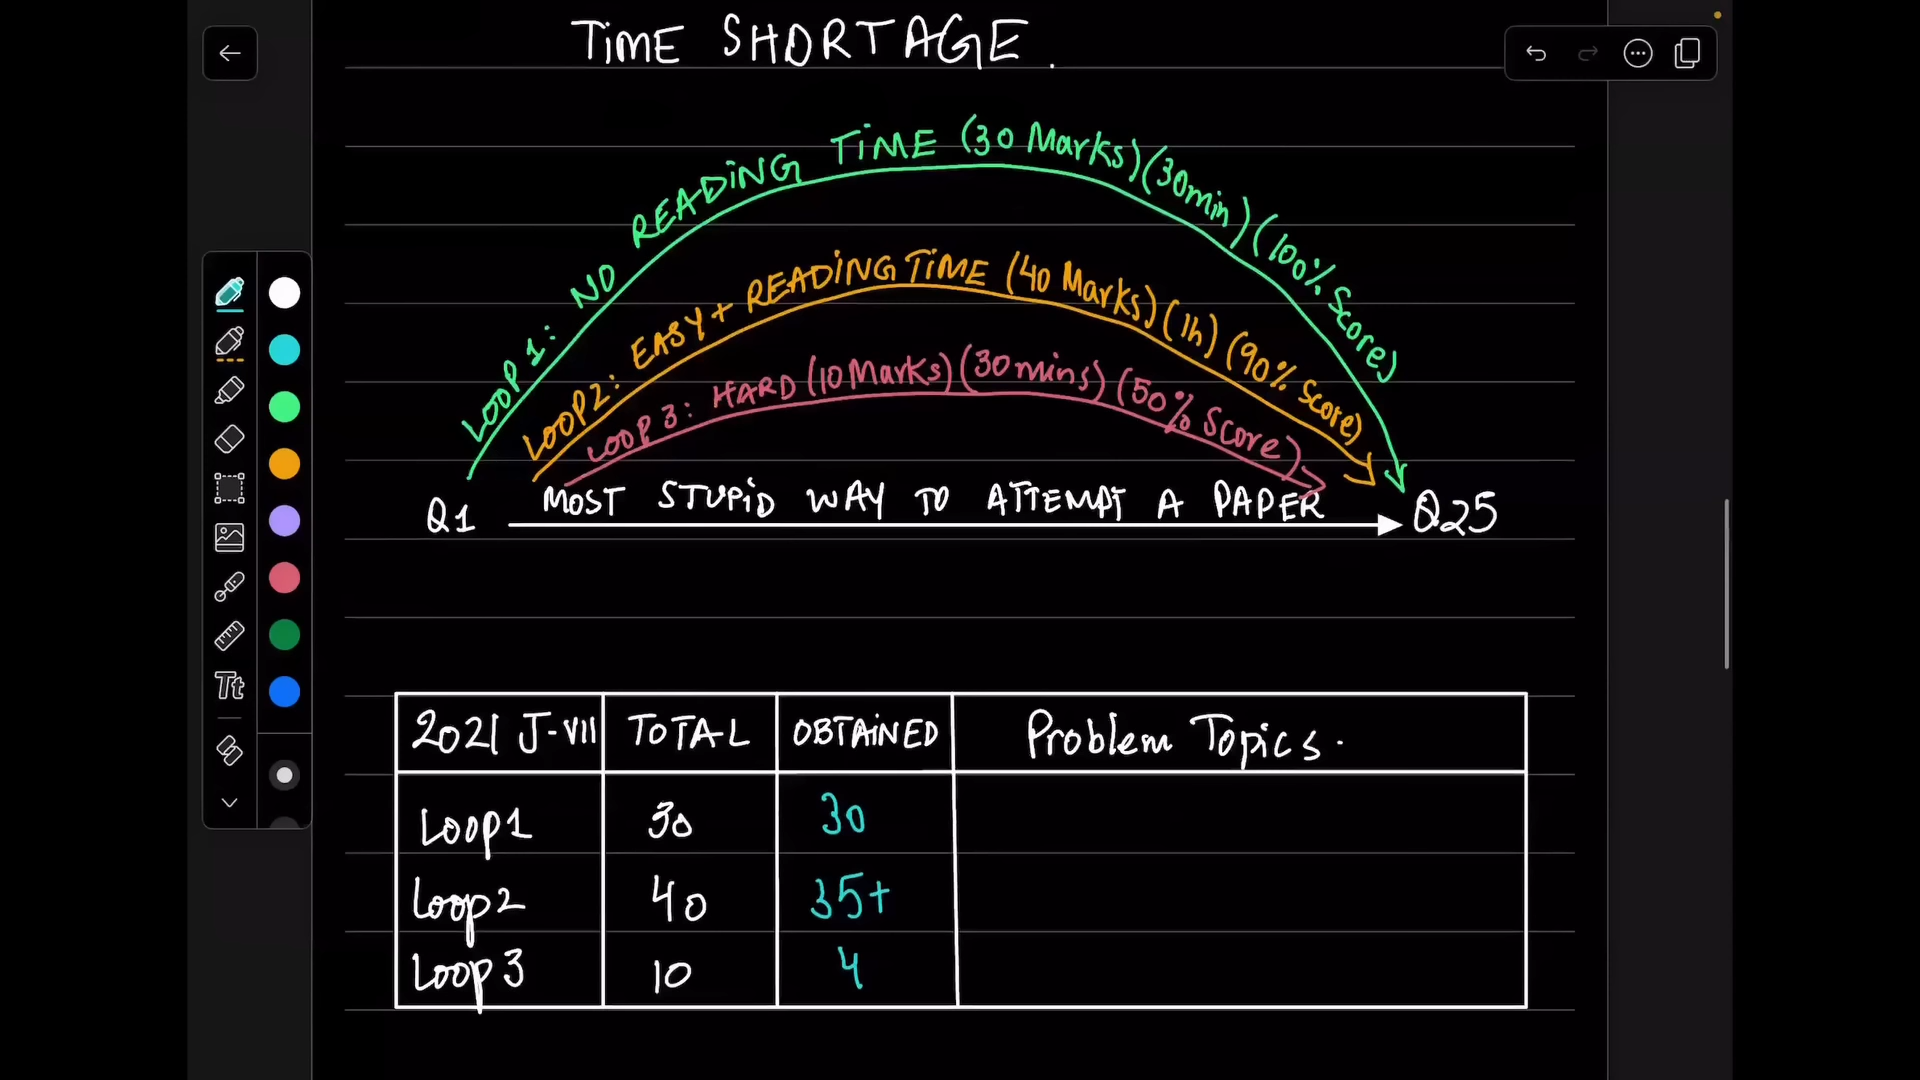 TiME SHORTAGE.
LOOP 1: NO READiNG TiME (30 Marks) (30min) (100% Score)
LOOP2: EASY + READiNG TiME (40 Marks) (1h) (90% Score)
LOOP 3: HARD (10 Marks) (30 mins) (50% Score)
MOST STUPiD WAY TO ATTEMPT A PAPER
Q1 Q25
2021 J-VII TOTAL OBTAiNED Problem Topics.
Loop1 30 30
Loop2 40 35+
Loop3 10 4
Tt